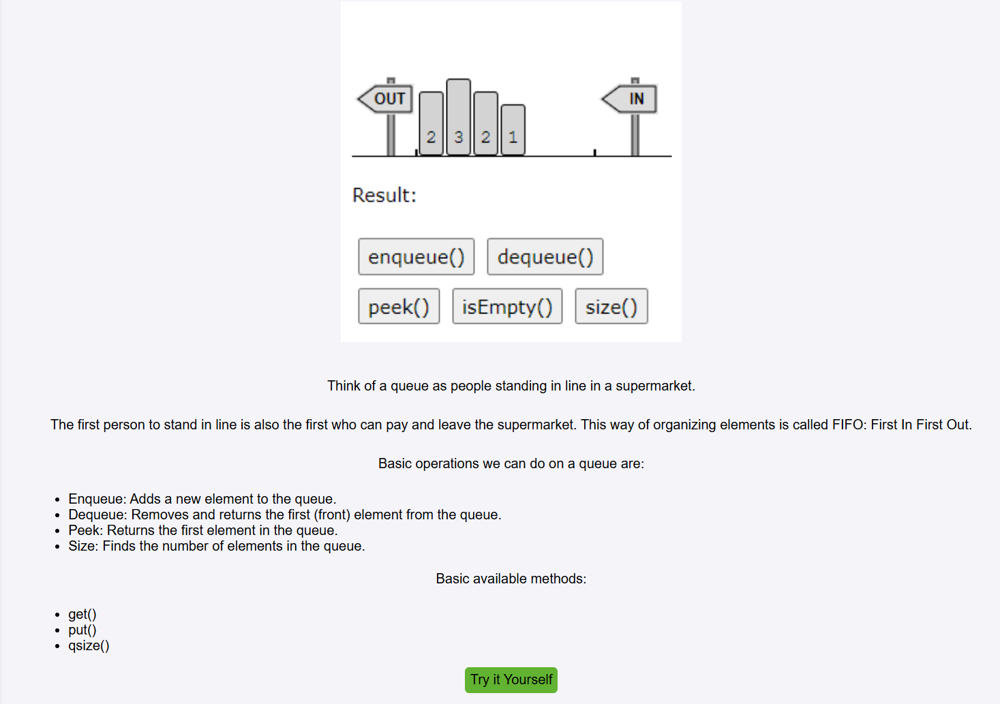 OUT
IN
2 3 2 1
Result:
enqueue() dequeue()
peek() isEmpty() size()
Think of a queue as people standing in line in a supermarket.
The first person to stand in line is also the first who can pay and leave the supermarket. This way of organizing elements is called FIFO: First In First Out.
Basic operations we can do on a queue are:
• Enqueue: Adds a new element to the queue.
• Dequeue: Removes and returns the first (front) element from the queue.
• Peek: Returns the first element in the queue.
• Size: Finds the number of elements in the queue.
Basic available methods:
• get()
• put()
• qsize()
Try it Yourself